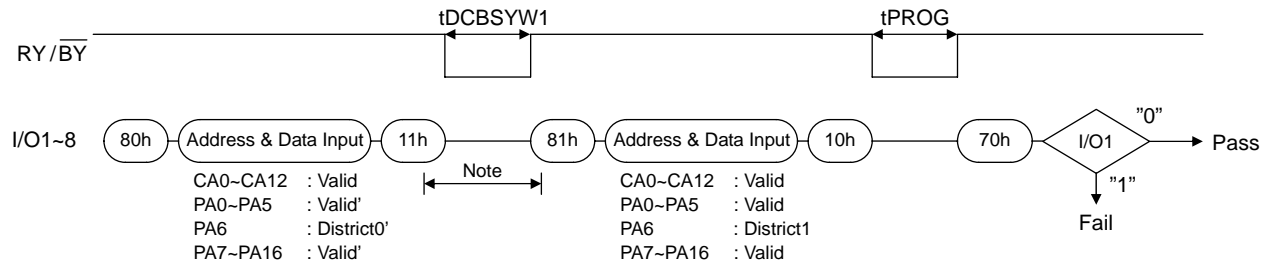 tDCBSYW1 tPROG
RY/BY
I/O1~8 80h Address & Data Input 11h 81h Address & Data Input 10h 70h I/O1 ”0” Pass
Note ”1”
Fail
CA0~CA12 : Valid
PA0~PA5 : Valid’
PA6 : District0’
PA7~PA16 : Valid’
CA0~CA12 : Valid
PA0~PA5 : Valid
PA6 : District1
PA7~PA16 : Valid